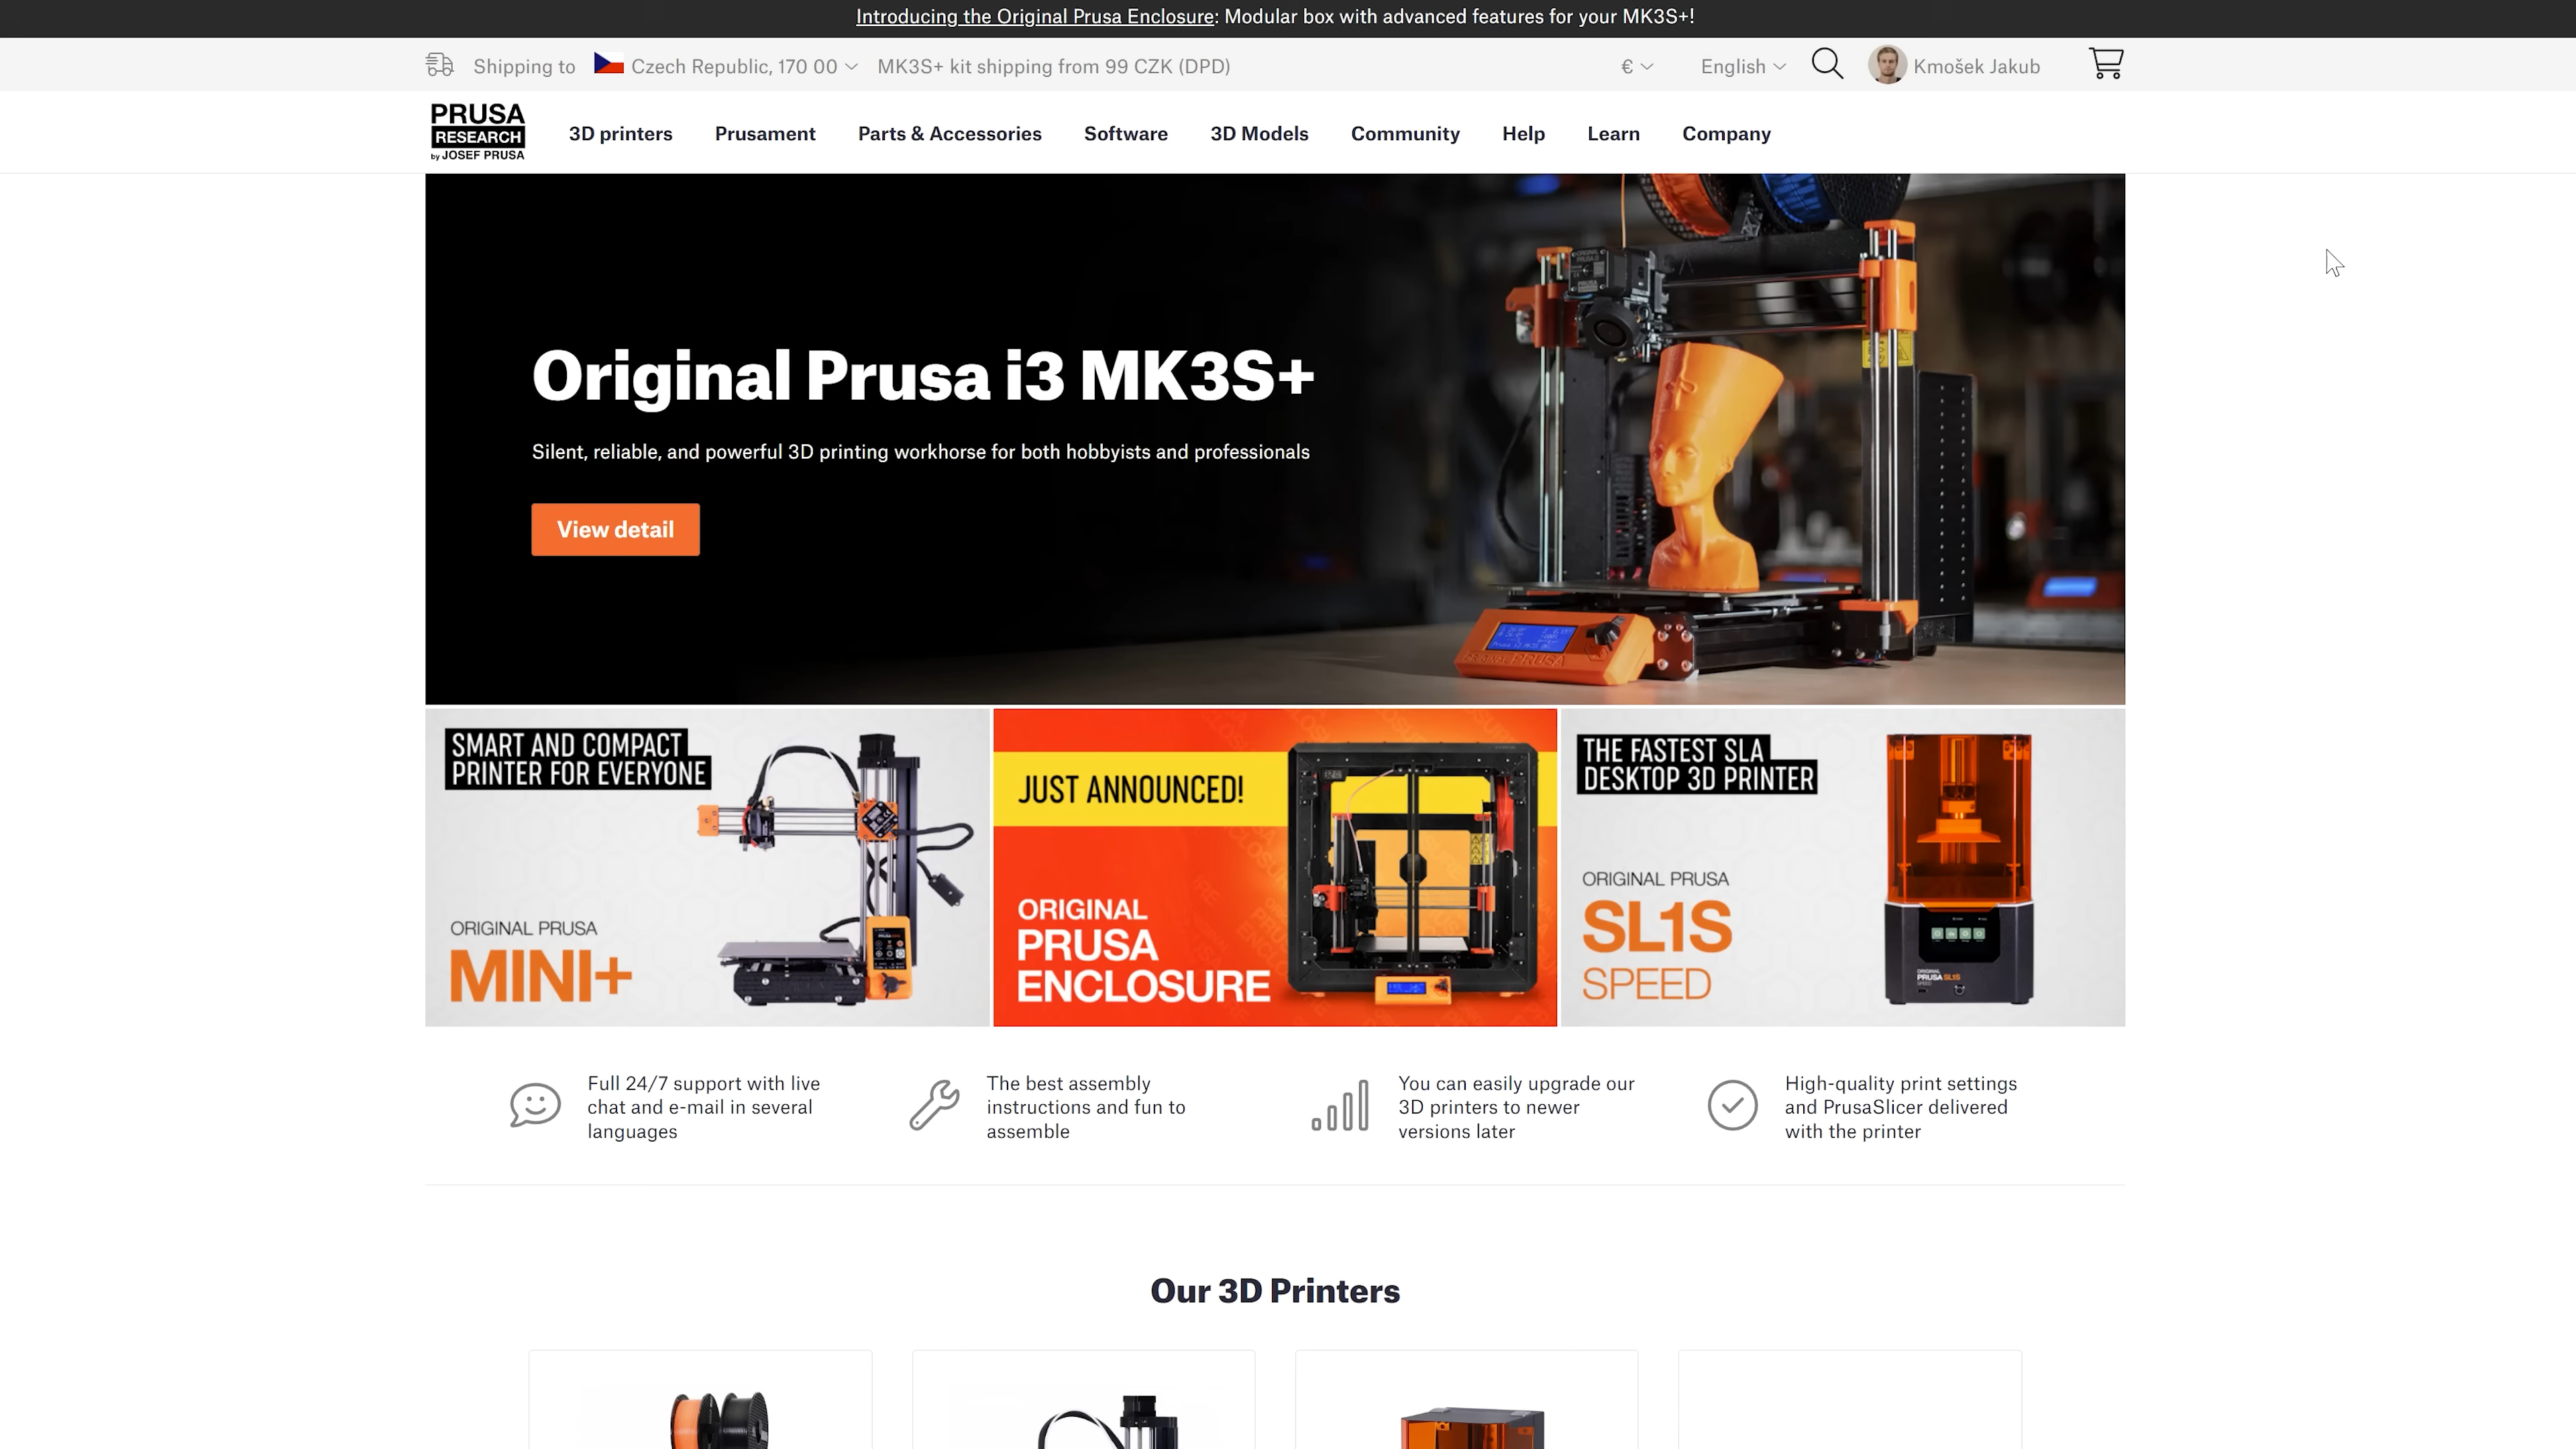 Introducing the Original Prusa Enclosure: Modular box with advanced features for your MK3S+!
Shipping to Czech Republic, 170 00 MK3S+ kit shipping from 99 CZK (DPD) € English Kmošek Jakub
PRUSA
RESEARCH
by JOSEF PRUSA
3D printers Prusament Parts & Accessories Software 3D Models Community Help Learn Company
Original Prusa i3 MK3S+
Silent, reliable, and powerful 3D printing workhorse for both hobbyists and professionals
View detail
SMART AND COMPACT
PRINTER FOR EVERYONE
ORIGINAL PRUSA
MINI+
JUST ANNOUNCED!
ORIGINAL
PRUSA
ENCLOSURE
THE FASTEST SLA
DESKTOP 3D PRINTER
ORIGINAL PRUSA
SL1S
SPEED
ORIGINAL
PRUSA SL1S
SPEED
Full 24/7 support with live
chat and e-mail in several
languages
The best assembly
instructions and fun to
assemble
You can easily upgrade our
3D printers to newer
versions later
High-quality print settings
and PrusaSlicer delivered
with the printer
Our 3D Printers